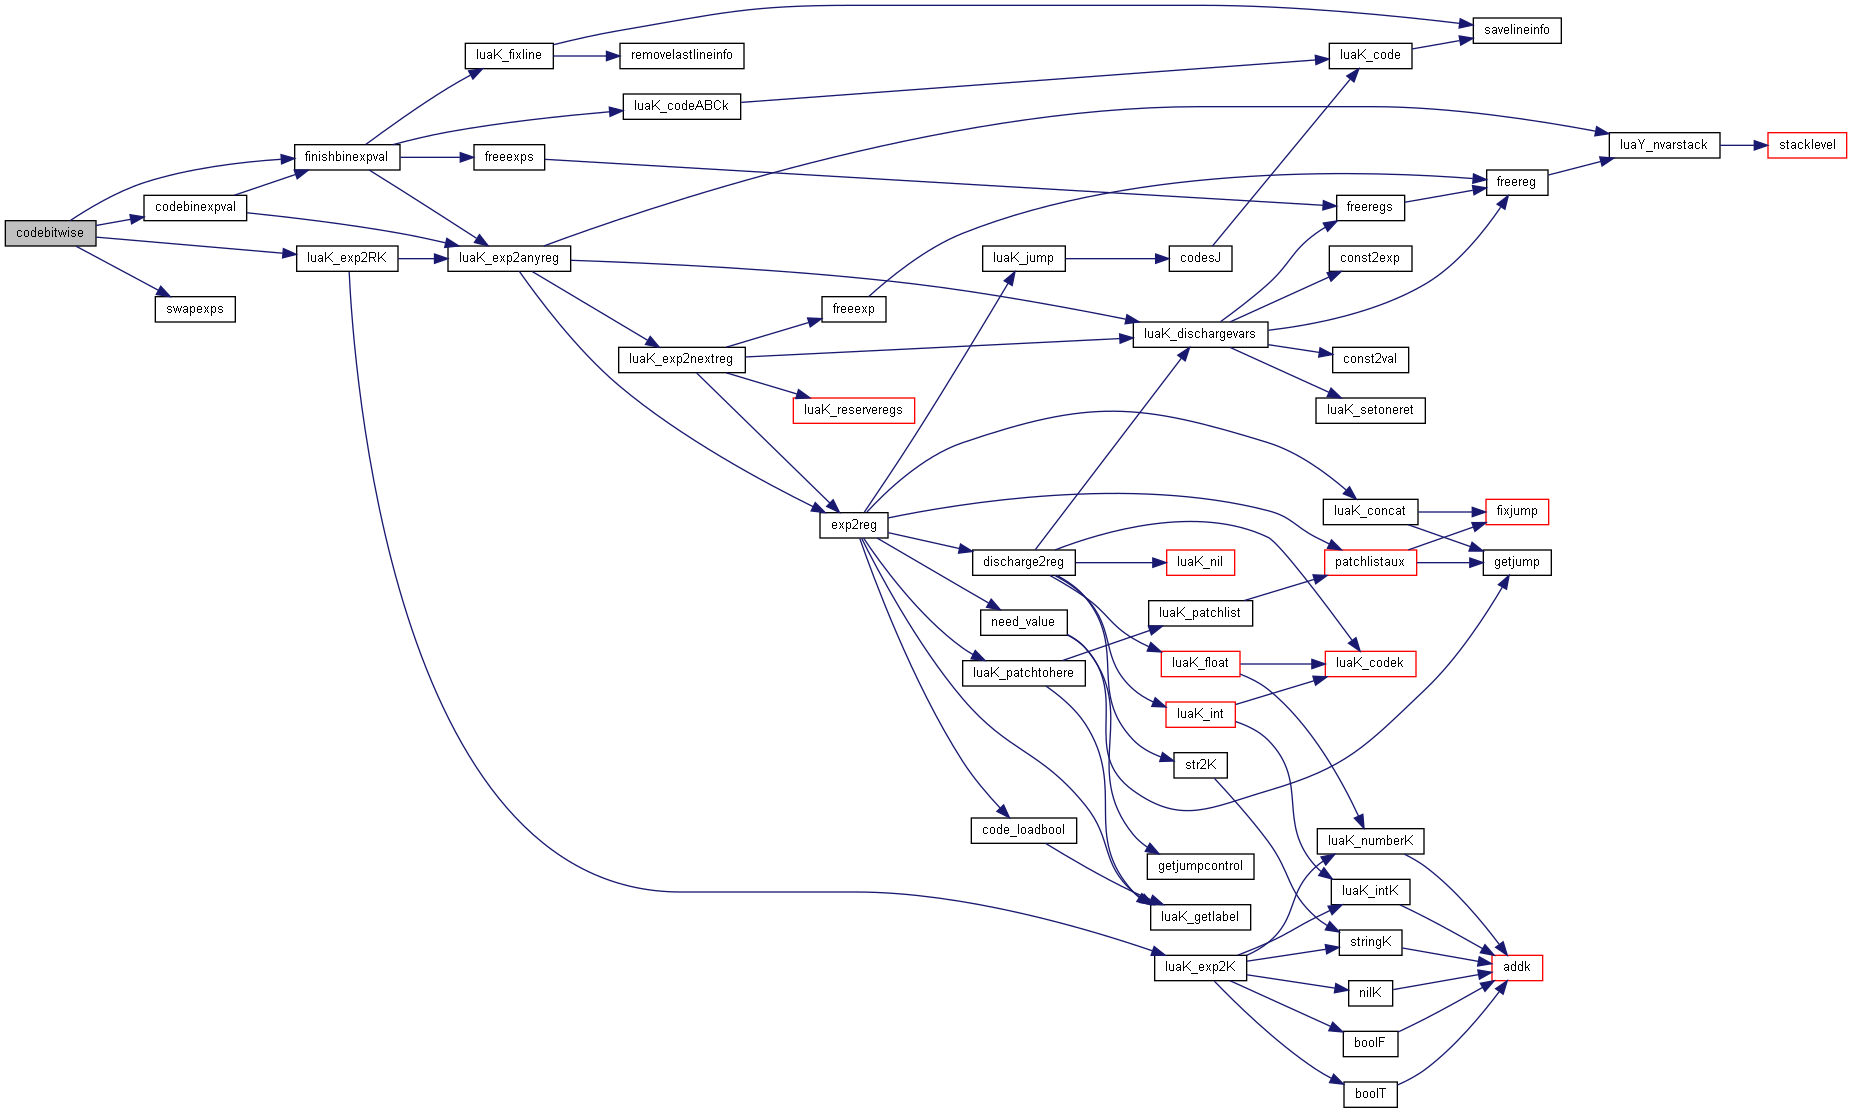 codebitwise
finishbinexpval
codebinexpval
luaK_exp2RK
swapexps
luaK_fixline
removelastlineinfo
luaK_codeABCk
freeexps
luaK_exp2anyreg
luaK_exp2nextreg
freeexp
luaK_reserveregs
exp2reg
luaK_jump
discharge2reg
need_value
luaK_patchtohere
code_loadbool
codesJ
luaK_dischargevars
luaK_nil
luaK_patchlist
luaK_float
luaK_int
str2K
getjumpcontrol
luaK_getlabel
luaK_exp2K
luaK_code
freeregs
const2exp
const2val
luaK_setoneret
luaK_concat
patchlistaux
luaK_codek
luaK_numberK
luaK_intK
stringK
nilK
boolF
boolT
savelineinfo
freereg
fixjump
getjump
addk
luaY_nvarstack
stacklevel